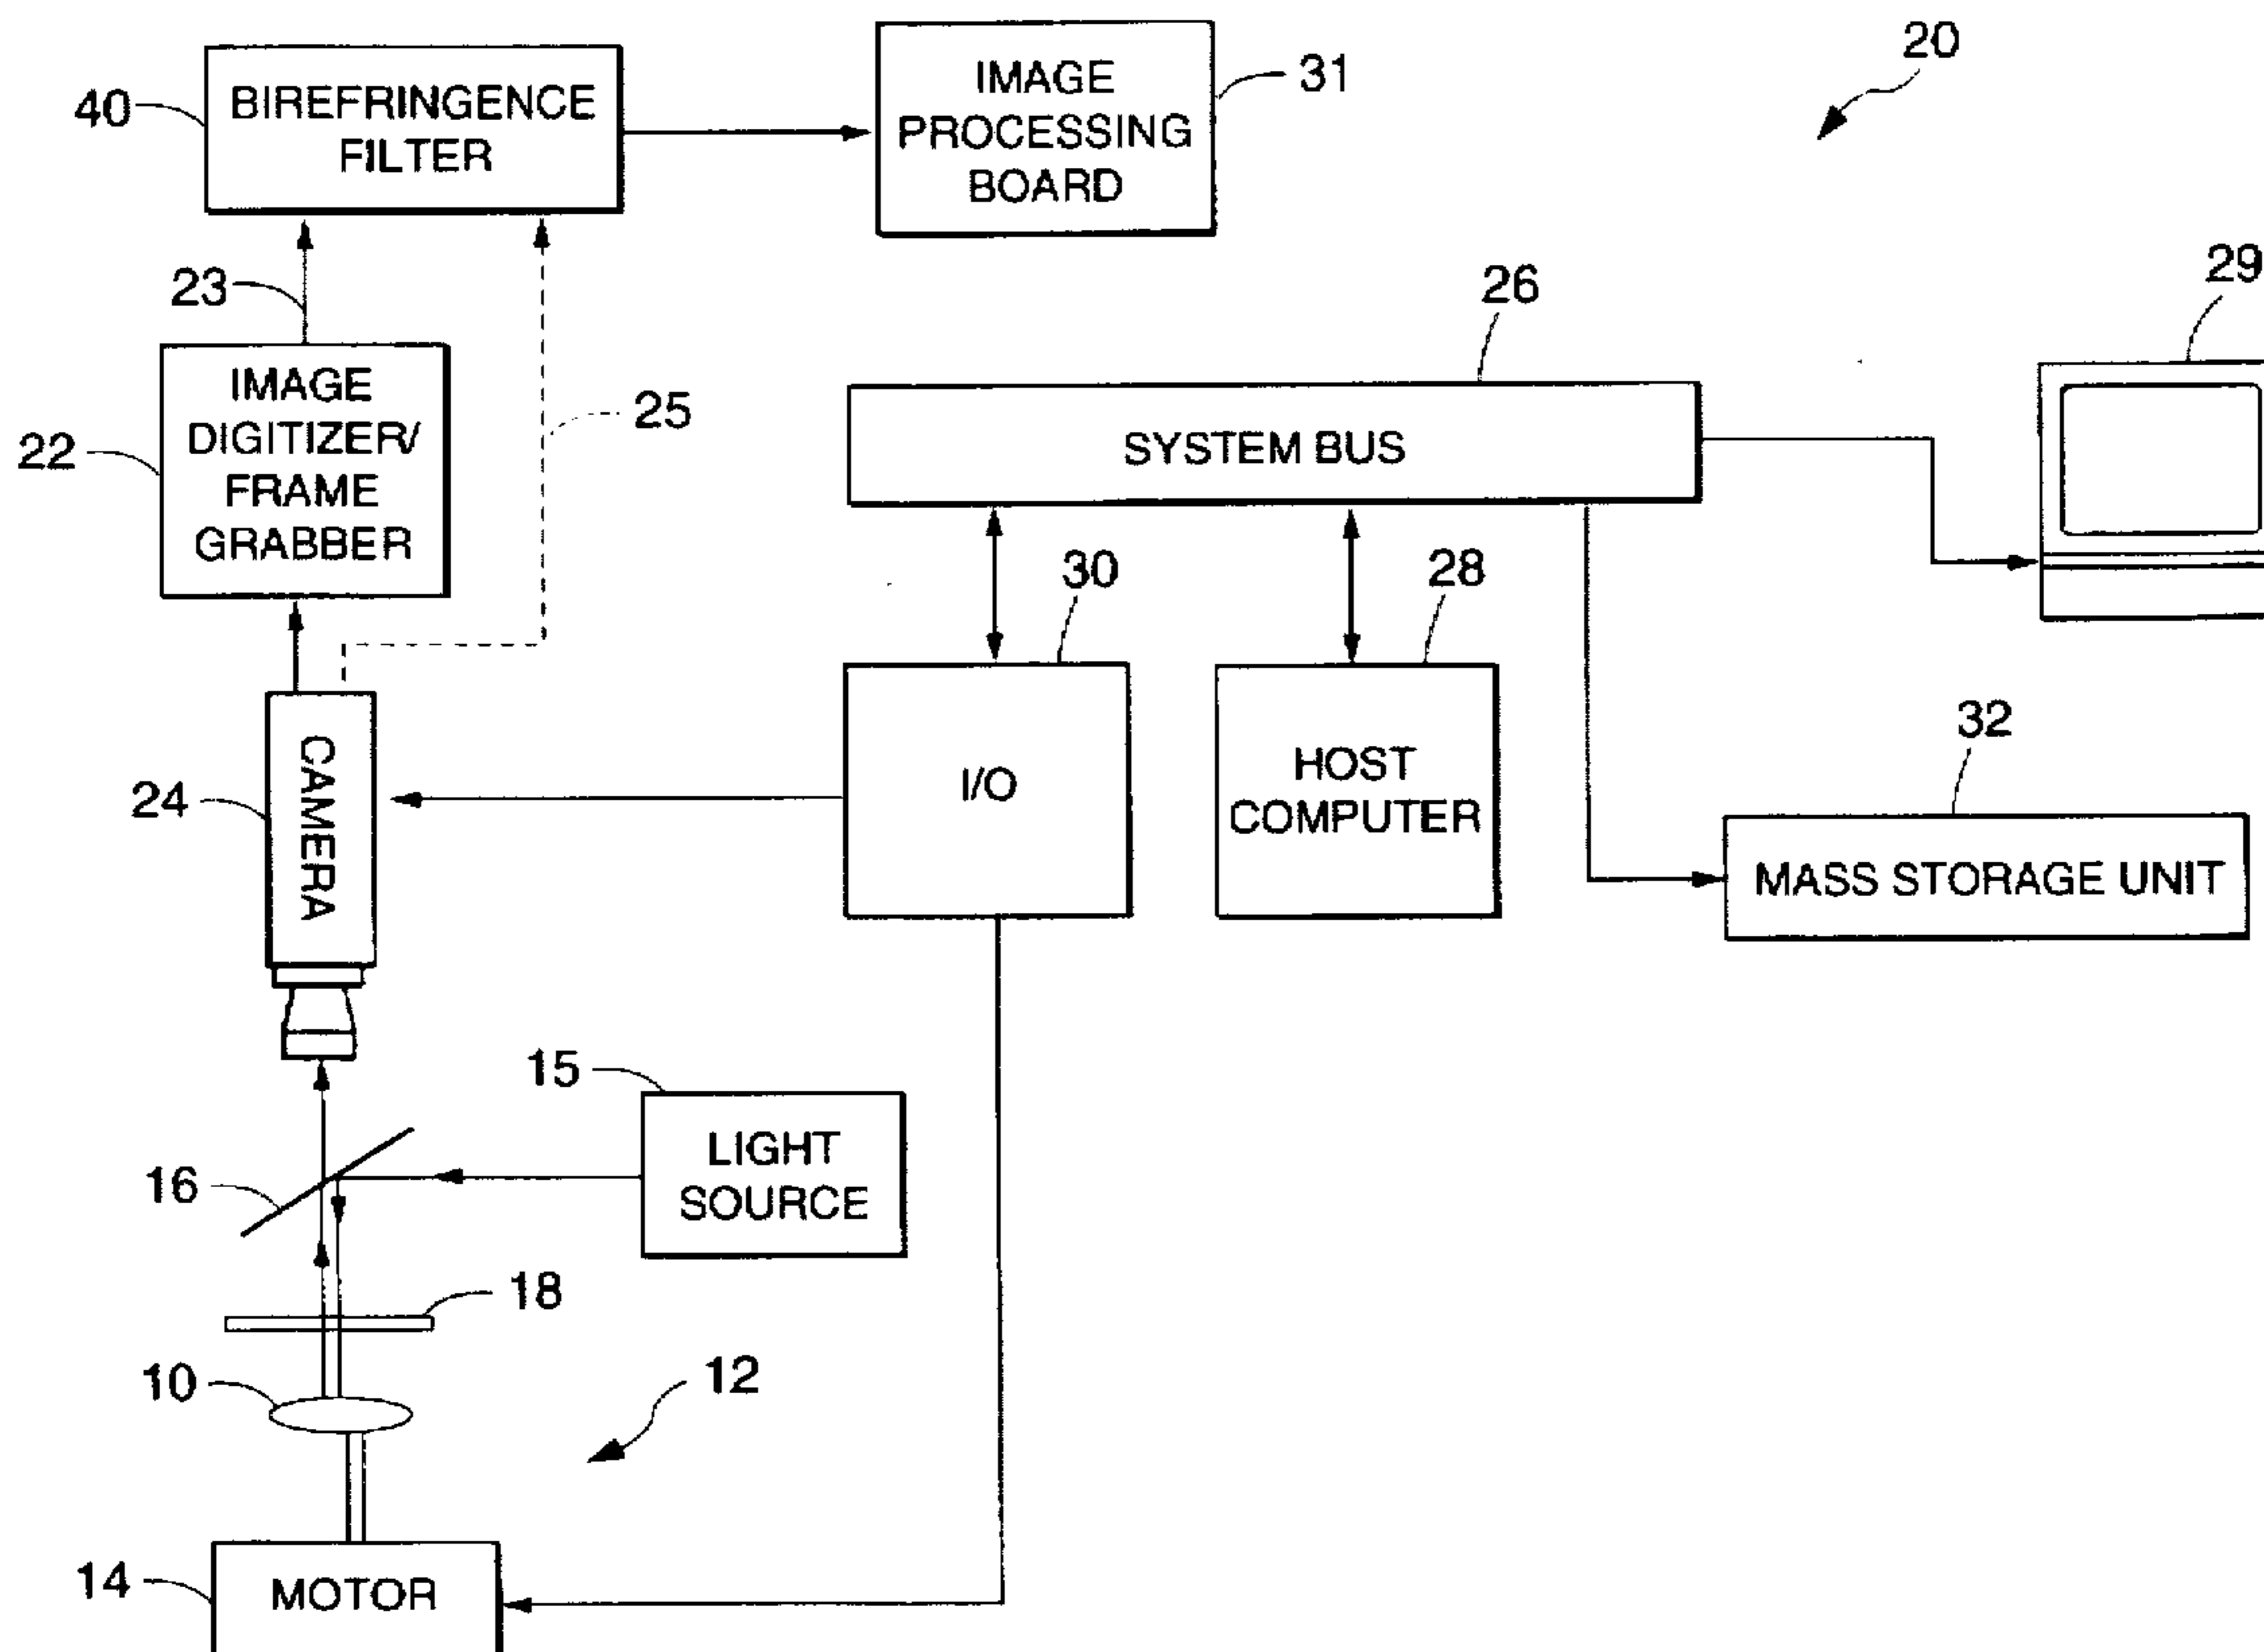 20
40
BIREFRINGENCE
FILTER
IMAGE
PROCESSING
BOARD
31
23
25
26
29
22
IMAGE
DIGITIZER/
FRAME
GRABBER
SYSTEM BUS
30
28
24
CAMERA
I/O
HOST
COMPUTER
32
MASS STORAGE UNIT
15
LIGHT
SOURCE
16
18
10
12
14
MOTOR